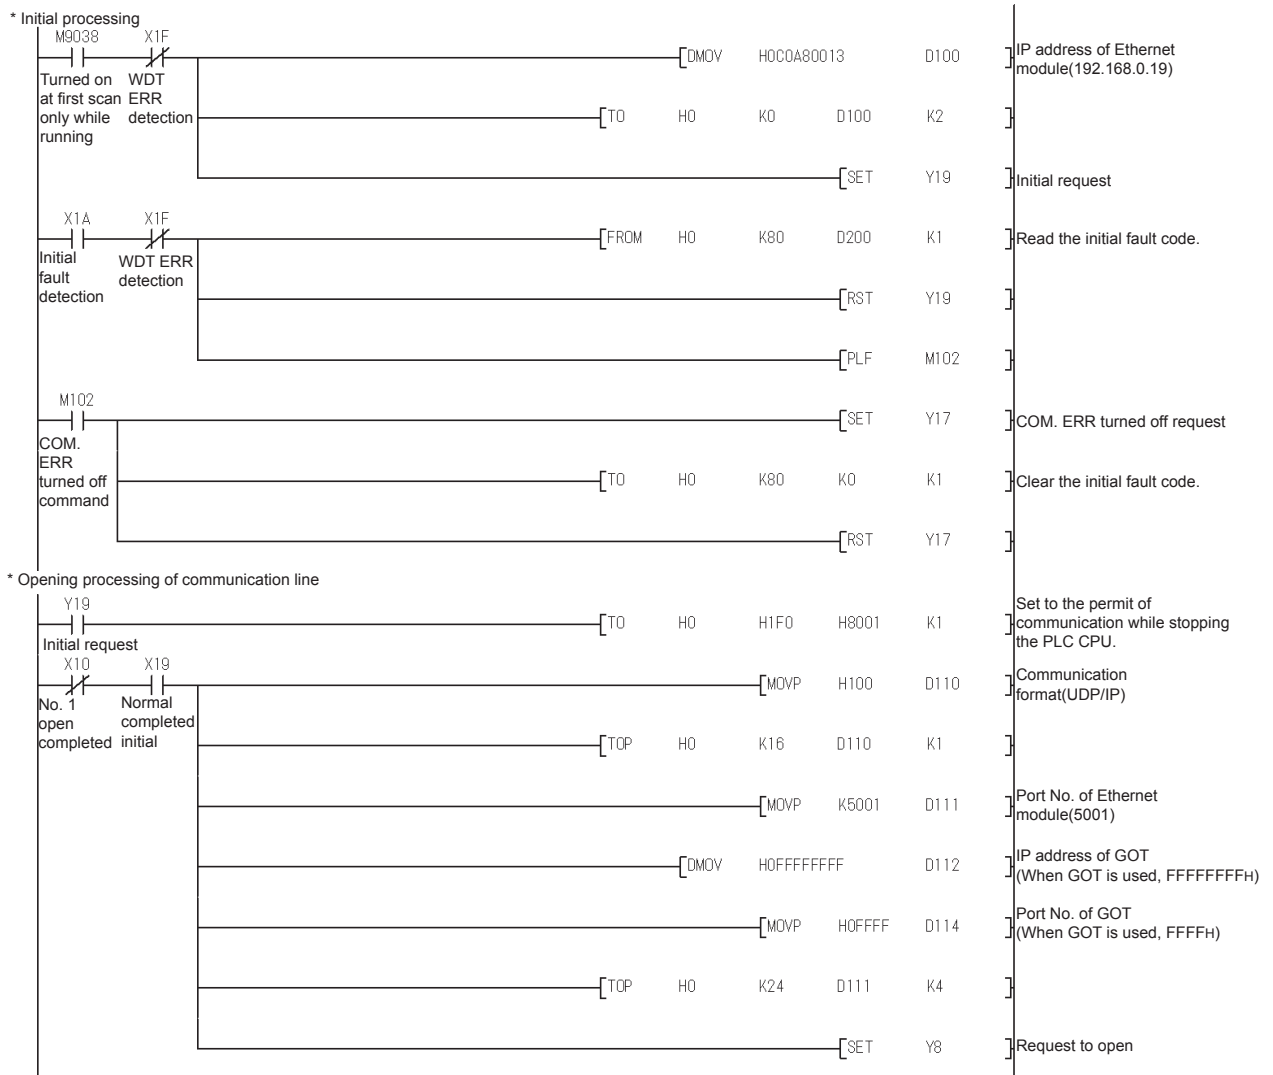 * Initial processing
M9038 X1F
DMOV H0C0A80013 D100
IP address of Ethernet
module(192.168.0.19)
Turned on
at first scan
only while
running
WDT
ERR
detection
TO H0 K0 D100 K2
SET Y19
Initial request
X1A X1F
FROM H0 K80 D200 K1
Read the initial fault code.
Initial
fault
detection
WDT ERR
detection
RST Y19
PLF M102
M102
SET Y17
COM. ERR turned off request
COM.
ERR
turned off
command
TO H0 K80 K0 K1
Clear the initial fault code.
RST Y17
* Opening processing of communication line
Y19
TO H0 H1F0 H8001 K1
Set to the permit of
communication while stopping
the PLC CPU.
Initial request
X10 X19
MOVP H100 D110
Communication
format(UDP/IP)
No. 1
open
completed
Normal
completed
initial
TOP H0 K16 D110 K1
MOVP K5001 D111
Port No. of Ethernet
module(5001)
DMOV H0FFFFFFFF D112
IP address of GOT
(When GOT is used, FFFFFFFFH)
MOVP H0FFFF D114
Port No. of GOT
(When GOT is used, FFFFH)
TOP H0 K24 D111 K4
SET Y8
Request to open